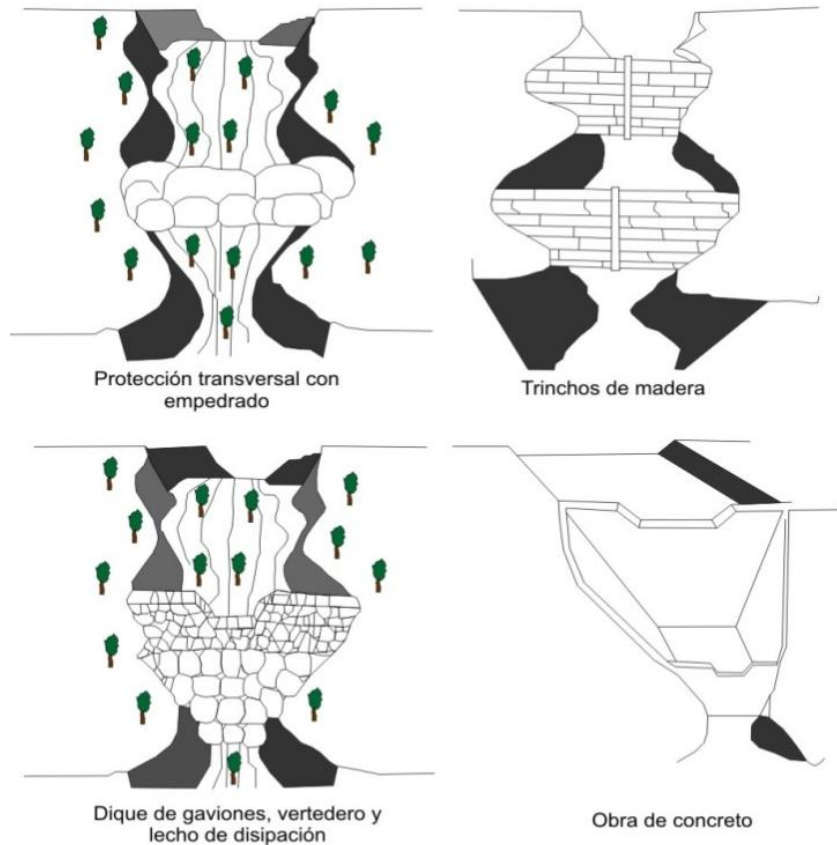 Protección transversal con
empedrado
Trinchos de madera
Dique de gaviones, vertedero y
lecho de disipación
Obra de concreto